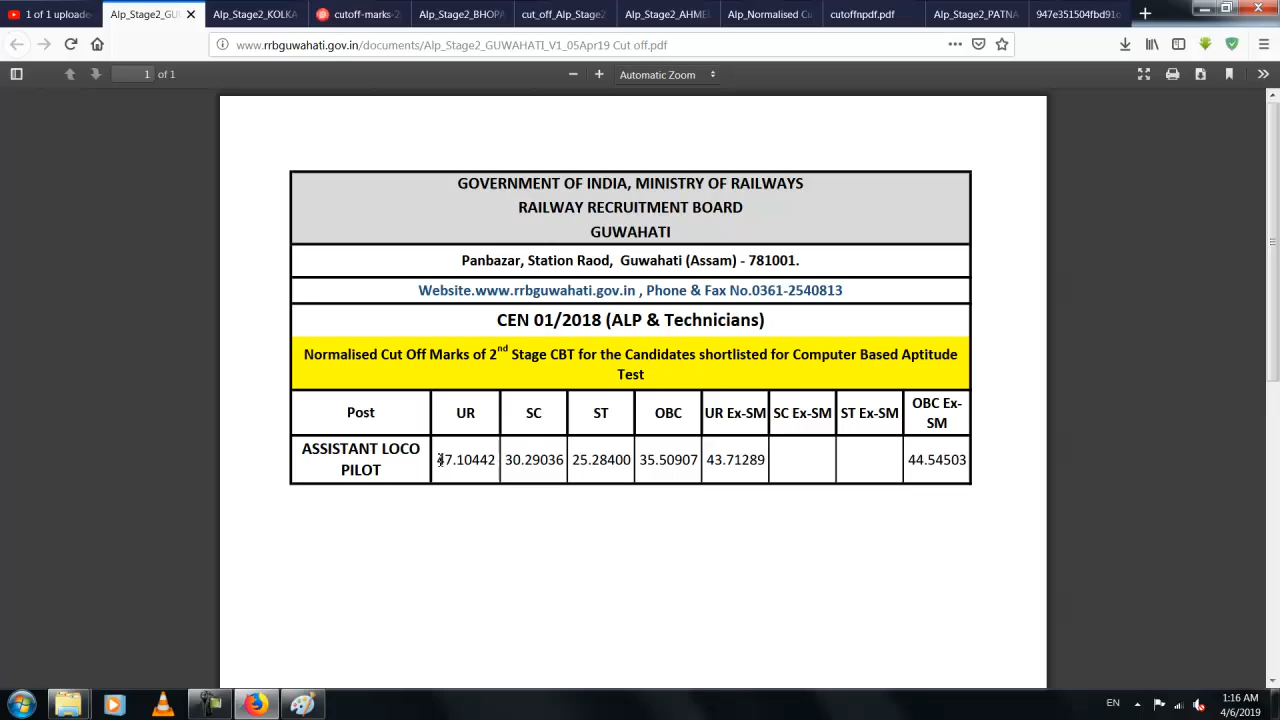 1 of 1 uploade
Alp_Stage2_GU
Alp_Stage2_KOLKA
cutoff-marks-2
Alp_Stage2_BHOPA
cut_off_Alp_Stage2
Alp_Stage2_AHME
Alp_Normalised Cu
cutoffnpdf.pdf
Alp_Stage2_PATNA
947e351504fbd91c
www.rrbguwahati.gov.in/documents/Alp_Stage2_GUWAHATI_V1_05Apr19 Cut off.pdf
1 of 1
Automatic Zoom
GOVERNMENT OF INDIA, MINISTRY OF RAILWAYS
RAILWAY RECRUITMENT BOARD
GUWAHATI
Panbazar, Station Raod, Guwahati (Assam) - 781001.
Website.www.rrbguwahati.gov.in , Phone & Fax No.0361-2540813
CEN 01/2018 (ALP & Technicians)
Normalised Cut Off Marks of 2nd Stage CBT for the Candidates shortlisted for Computer Based Aptitude
Test
Post UR SC ST OBC UR Ex-SM SC Ex-SM ST Ex-SM OBC Ex-
SM
ASSISTANT LOCO
PILOT
47.10442 30.29036 25.28400 35.50907 43.71289 44.54503
EN
1:16 AM
4/6/2019